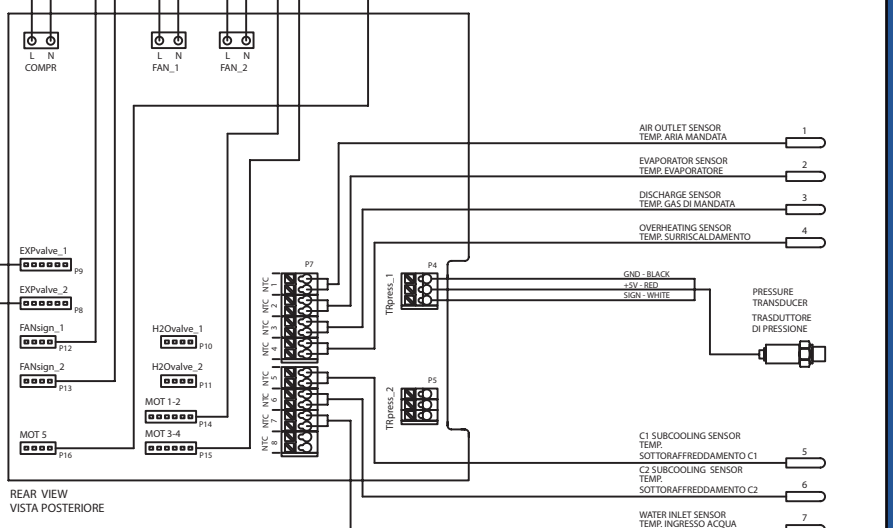 L N
COMPR
L N
FAN_1
L N
FAN_2
AIR OUTLET SENSOR
TEMP. ARIA MANDATA
1
EVAPORATOR SENSOR
TEMP. EVAPORATORE
2
DISCHARGE SENSOR
TEMP. GAS DI MANDATA
3
OVERHEATING SENSOR
TEMP. SURRISCALDAMENTO
4
EXPvalve_1
P9
EXPvalve_2
P8
FANsign_1
P12
FANsign_2
P13
MOT 5
P16
H2Ovalve_1
P10
H2Ovalve_2
P11
MOT 1-2
P14
MOT 3-4
P15
P7
NTC
1
NTC
2
NTC
3
NTC
4
NTC
5
NTC
6
NTC
7
NTC
8
P4
TRpress_1
P5
TRpress_2
GND - BLACK
+5V - RED
SIGN - WHITE
PRESSURE
TRANSDUCER
TRASDUTTORE
DI PRESSIONE
C1 SUBCOOLING SENSOR
TEMP.
SOTTORAFFREDDAMENTO C1
5
C2 SUBCOOLING SENSOR
TEMP.
SOTTORAFFREDDAMENTO C2
6
WATER INLET SENSOR
TEMP. INGRESSO ACQUA
7
REAR VIEW
VISTA POSTERIORE